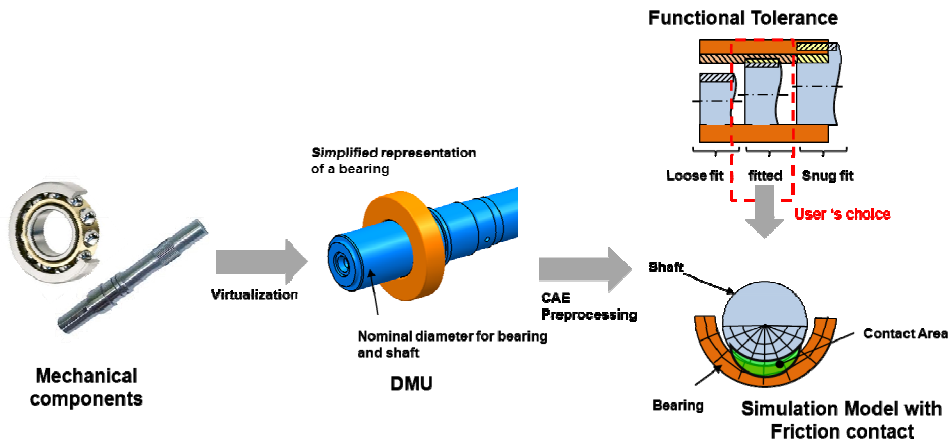 Functional Tolerance
Loose fit
fitted
Snug fit
User ‘s choice
Simplified representation
of a bearing
Virtualization
CAE
Preprocessing
Nominal diameter for bearing
and shaft
DMU
Mechanical
components
Shaft
Contact Area
Bearing
Simulation Model with
Friction contact